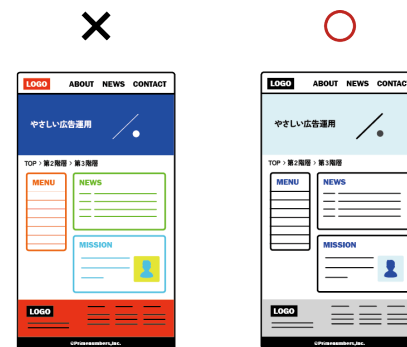 LOGO ABOUT NEWS CONTACT
やさしい広告運用
TOP > 第2階層 > 第3階層
MENU NEWS
MISSION
LOGO
©Primenumbers,Inc.
LOGO ABOUT NEWS CONTAC
やさしい広告運用
TOP > 第2階層 > 第3階層
MENU NEWS
MISSION
LOGO
©Primenumbers,Inc.